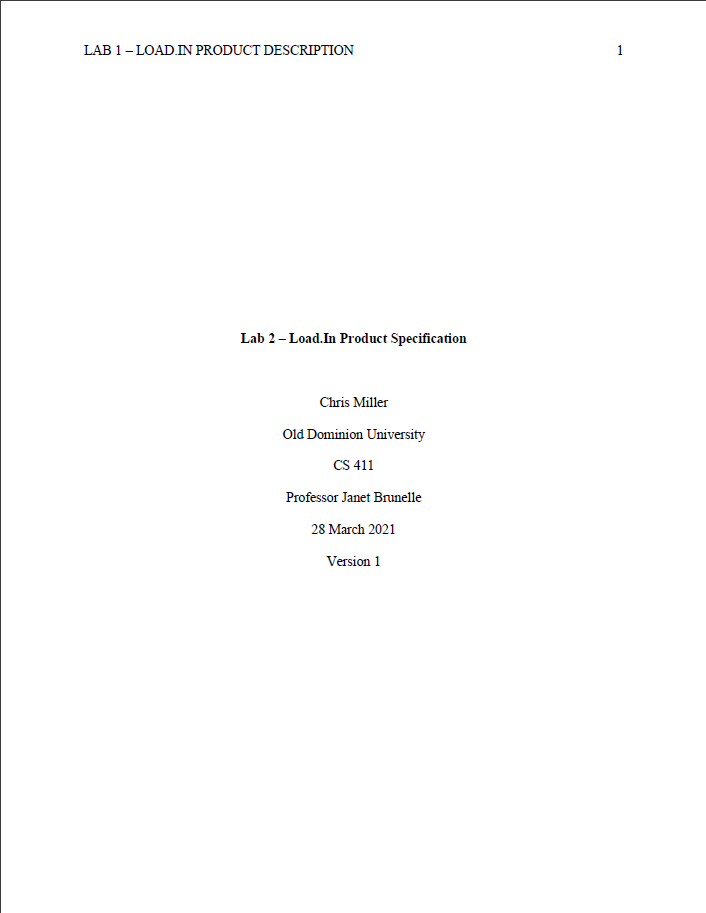 LAB 1 – LOAD.IN PRODUCT DESCRIPTION 1
Lab 2 – Load.In Product Specification
Chris Miller
Old Dominion University
CS 411
Professor Janet Brunelle
28 March 2021
Version 1